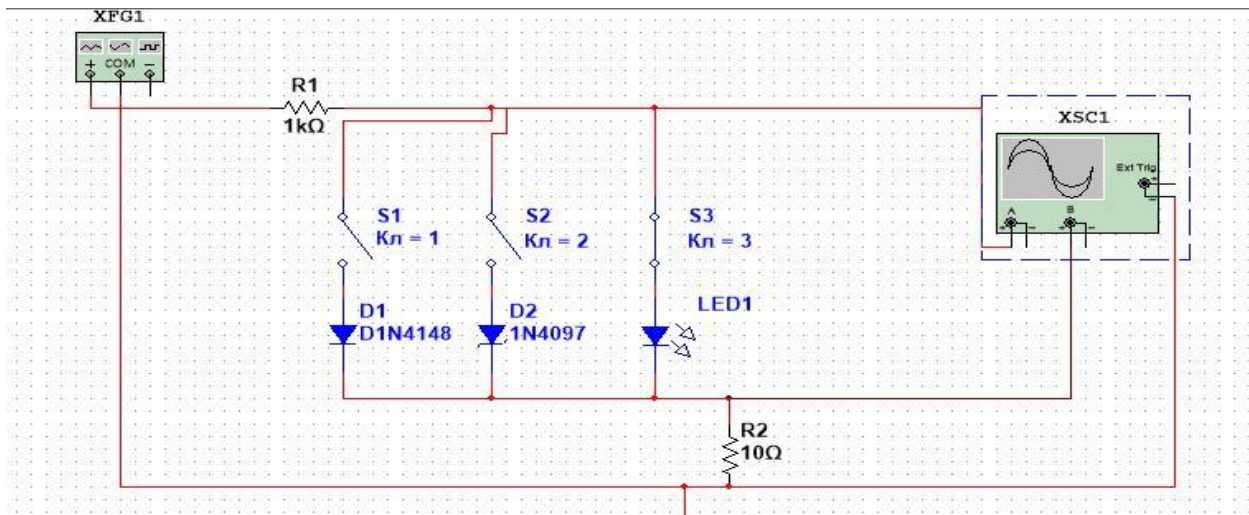 XFG1
+ COM −
R1
1kΩ
XSC1
Ext Trig
+
−
A
B
+ − + −
S1
Кл = 1
S2
Кл = 2
S3
Кл = 3
D1
D1N4148
D2
1N4097
LED1
R2
10Ω